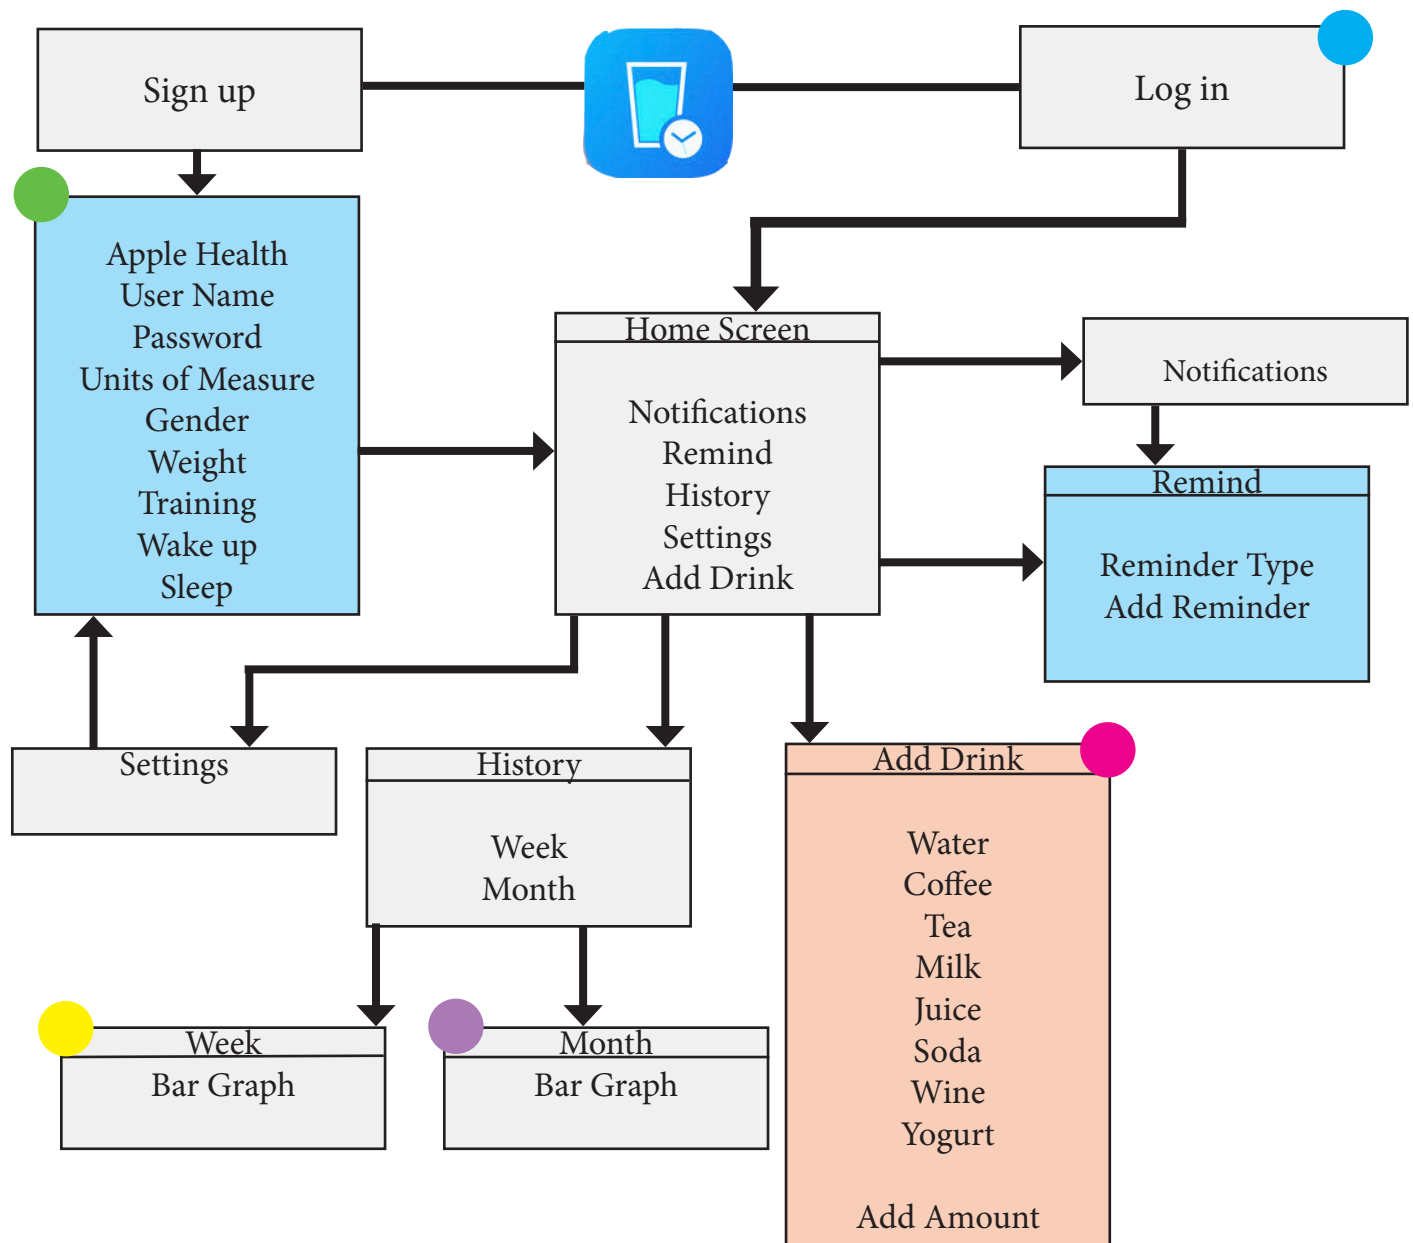 Sign up
Log in
Apple Health
User Name
Password
Units of Measure
Gender
Weight
Training
Wake up
Sleep
Home Screen
Notifications
Remind
History
Settings
Add Drink
Notifications
Remind
Reminder Type
Add Reminder
Settings
History
Week
Month
Week
Bar Graph
Month
Bar Graph
Add Drink
Water
Coffee
Tea
Milk
Juice
Soda
Wine
Yogurt
Add Amount